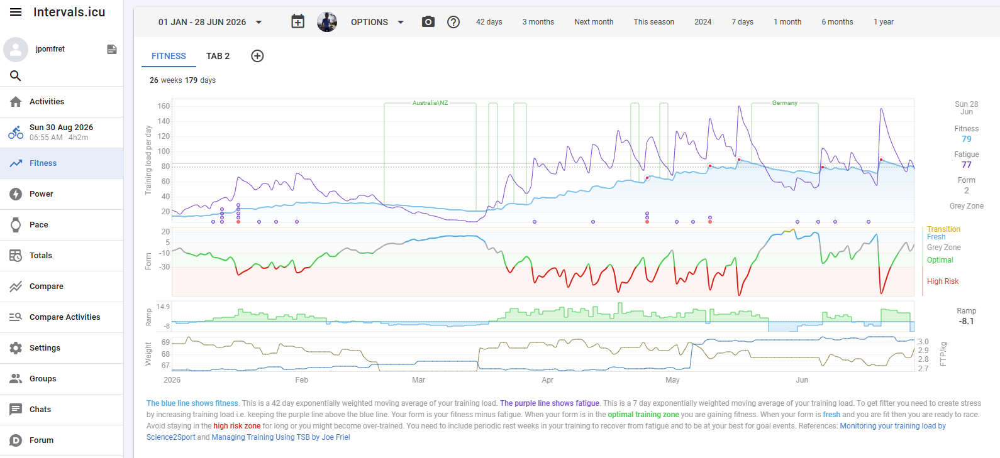 Intervals.icu
jpomfret
Activities
Sun 30 Aug 2026
06:55 AM 4h2m
Fitness
Power
Pace
Totals
Compare
Compare Activities
Settings
Groups
Chats
Forum
01 JAN - 28 JUN 2026
OPTIONS
42 days
3 months
Next month
This season
2024
7 days
1 month
6 months
1 year
FITNESS
TAB 2
26 weeks 179 days
Training load per day
160
140
120
100
80
60
40
20
Australia\NZ
Germany
Sun 28
Jun
Fitness
79
Fatigue
77
Form
2
Grey Zone
Form
20
5
-10
-30
Transition
Fresh
Grey Zone
Optimal
High Risk
Ramp
14.9
-8
Ramp
-8.1
Weight
69
68
67
3.0
2.9
2.8
2.7
FTP/kg
2026
Feb
Mar
Apr
May
Jun
The blue line shows fitness. This is a 42 day exponentially weighted moving average of your training load. The purple line shows fatigue. This is a 7 day exponentially weighted moving average of your training load. To get fitter you need to create stress
by increasing training load i.e. keeping the purple line above the blue line. Your form is your fitness minus fatigue. When your form is in the optimal training zone you are gaining fitness. When your form is fresh and you are fit then you are ready to race.
Avoid staying in the high risk zone for long or you might become over-trained. You need to include periodic rest weeks in your training to recover from fatigue and to be at your best for goal events. References: Monitoring your training load by
Science2Sport and Managing Training Using TSB by Joe Friel